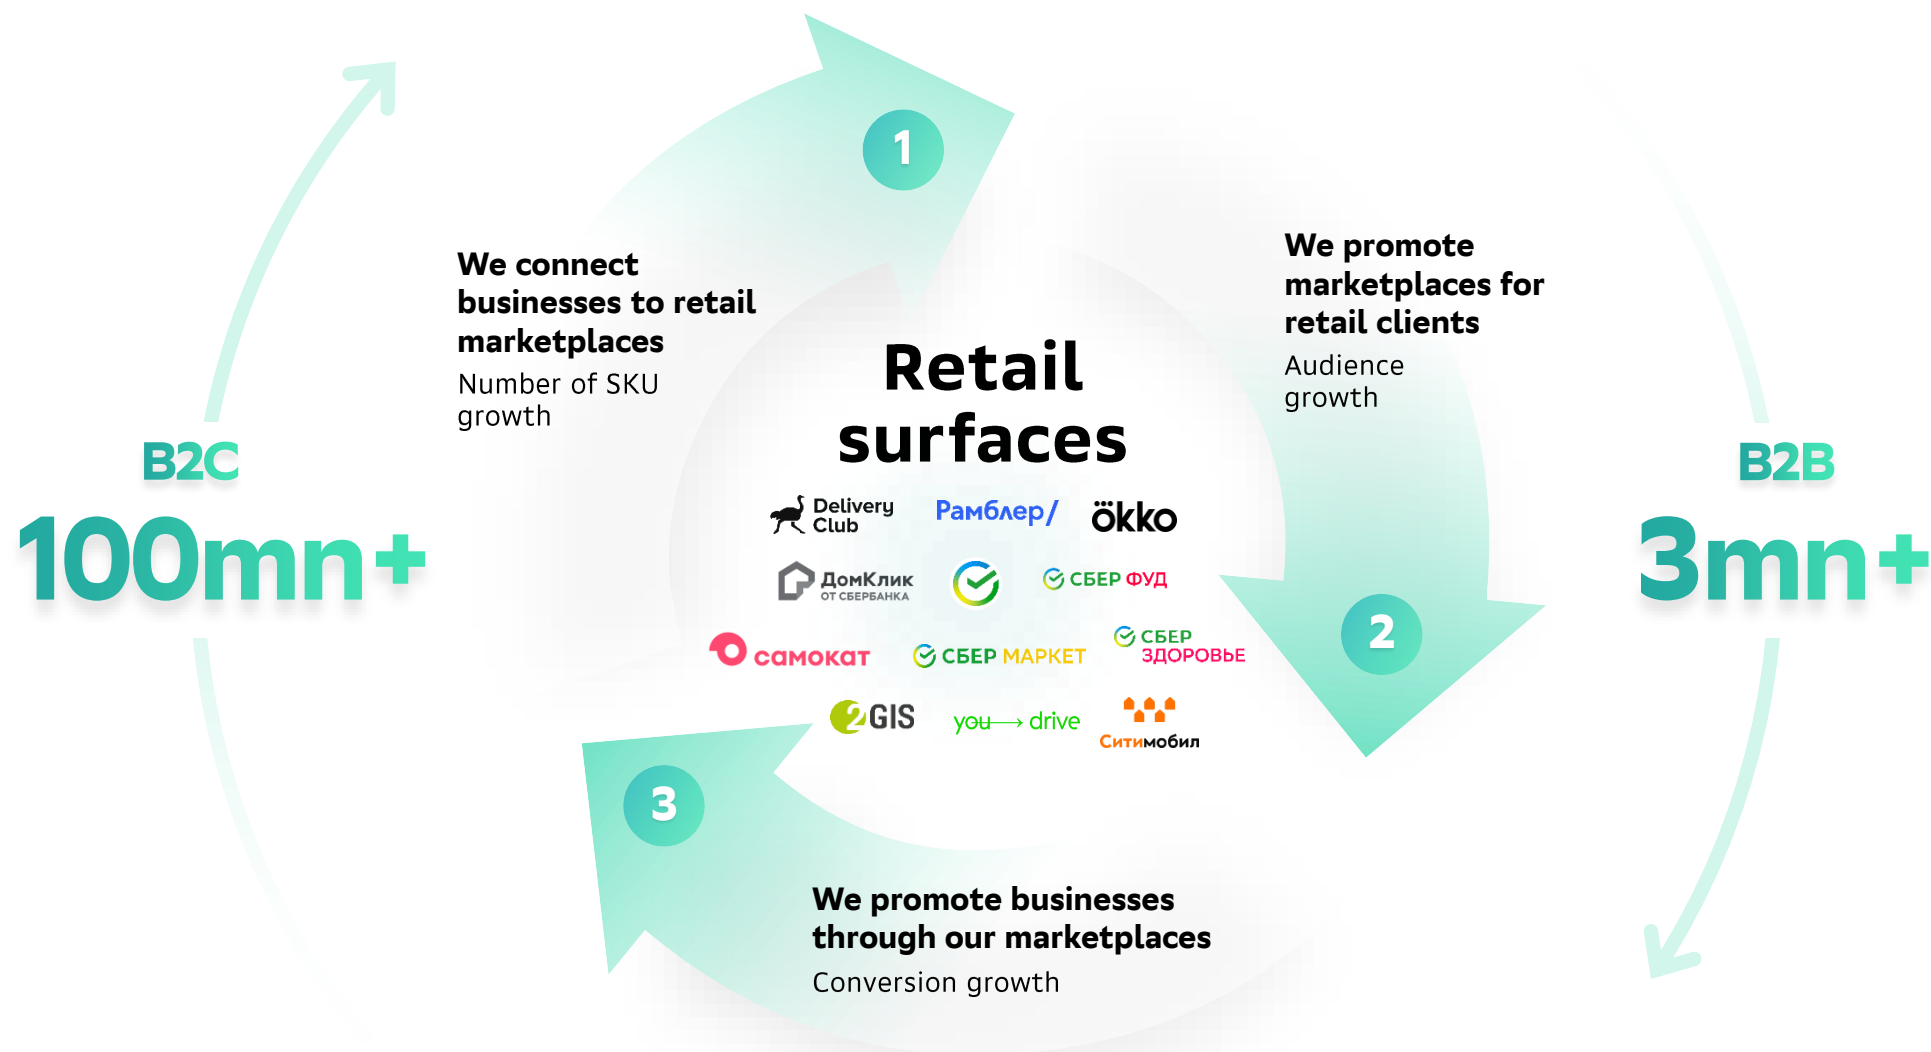 1
We connect
businesses to retail
marketplaces
Number of SKU
growth
We promote
marketplaces for
retail clients
Audience
growth
B2C
100mn+
B2B
3mn+
Retail
surfaces
Delivery
Club
Рамблер/
ökko
ДомКлик
ОТ СБЕРБАНКА
СБЕР ФУД
самокат
СБЕР МАРКЕТ
СБЕР
ЗДОРОВЬЕ
2GIS
you drive
Ситимобил
2
3
We promote businesses
through our marketplaces
Conversion growth